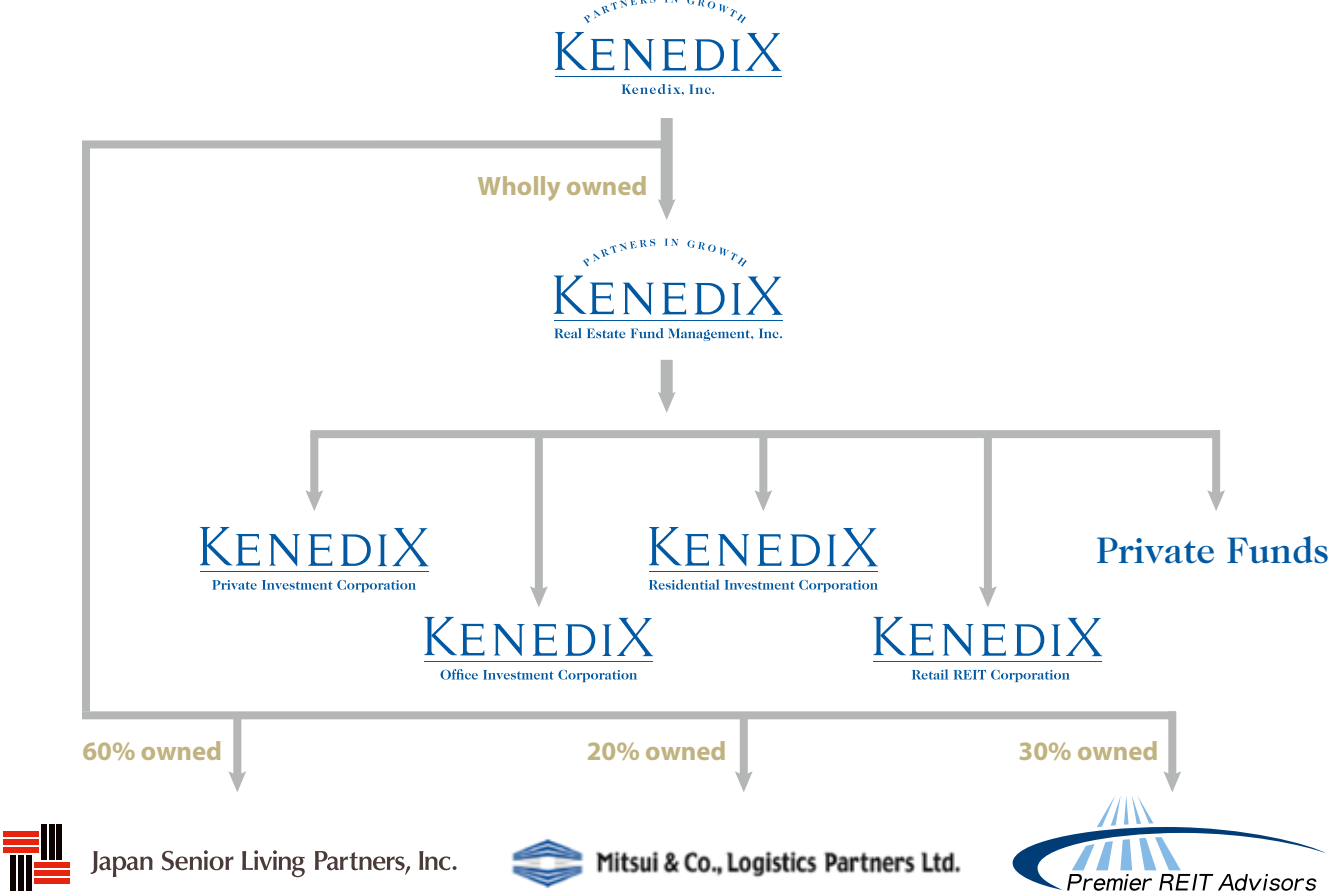 PARTNERS IN GROWTH
KENEDIX
Kenedix, Inc.
Wholly owned
PARTNERS IN GROWTH
KENEDIX
Real Estate Fund Management, Inc.
KENEDIX
Private Investment Corporation
KENEDIX
Residential Investment Corporation
Private Funds
KENEDIX
Office Investment Corporation
KENEDIX
Retail REIT Corporation
60% owned
20% owned
30% owned
Japan Senior Living Partners, Inc.
Mitsui & Co., Logistics Partners Ltd.
Premier REIT Advisors